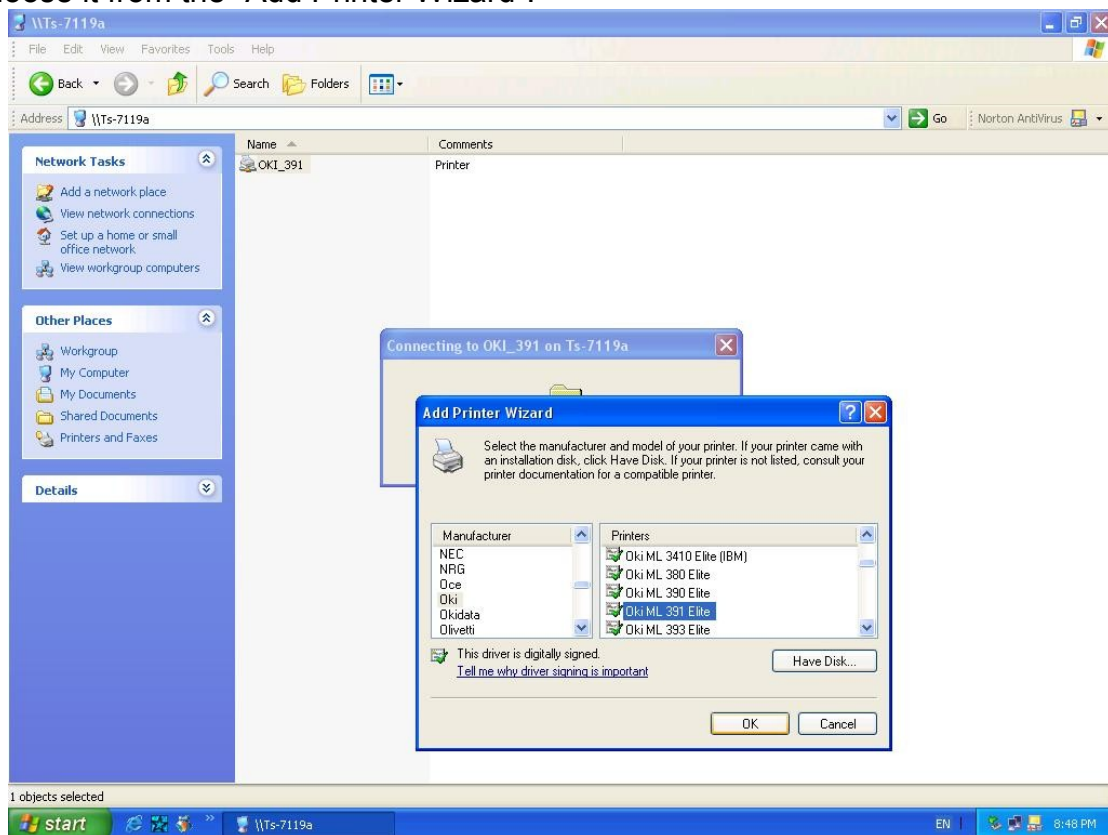 it from the "Add Printer Wizard".
\\Ts-7119a
File Edit View Favorites Tools Help
Back Search Folders
Address \\Ts-7119a Go Norton AntiVirus
Name Comments
Network Tasks
OKI_391 Printer
Add a network place
View network connections
Set up a home or small
office network
View workgroup computers
Other Places
Workgroup
My Computer
My Documents
Shared Documents
Printers and Faxes
Details
Connecting to OKI_391 on Ts-7119a
Add Printer Wizard
Select the manufacturer and model of your printer. If your printer came with
an installation disk, click Have Disk. If your printer is not listed, consult your
printer documentation for a compatible printer.
Manufacturer Printers
NEC Oki ML 3410 Elite (IBM)
NRG Oki ML 380 Elite
Oce Oki ML 390 Elite
Oki Oki ML 391 Elite
Okidata Oki ML 393 Elite
Olivetti
This driver is digitally signed.
Tell me why driver signing is important
Have Disk...
OK Cancel
1 objects selected
start \\Ts-7119a EN 8:48 PM